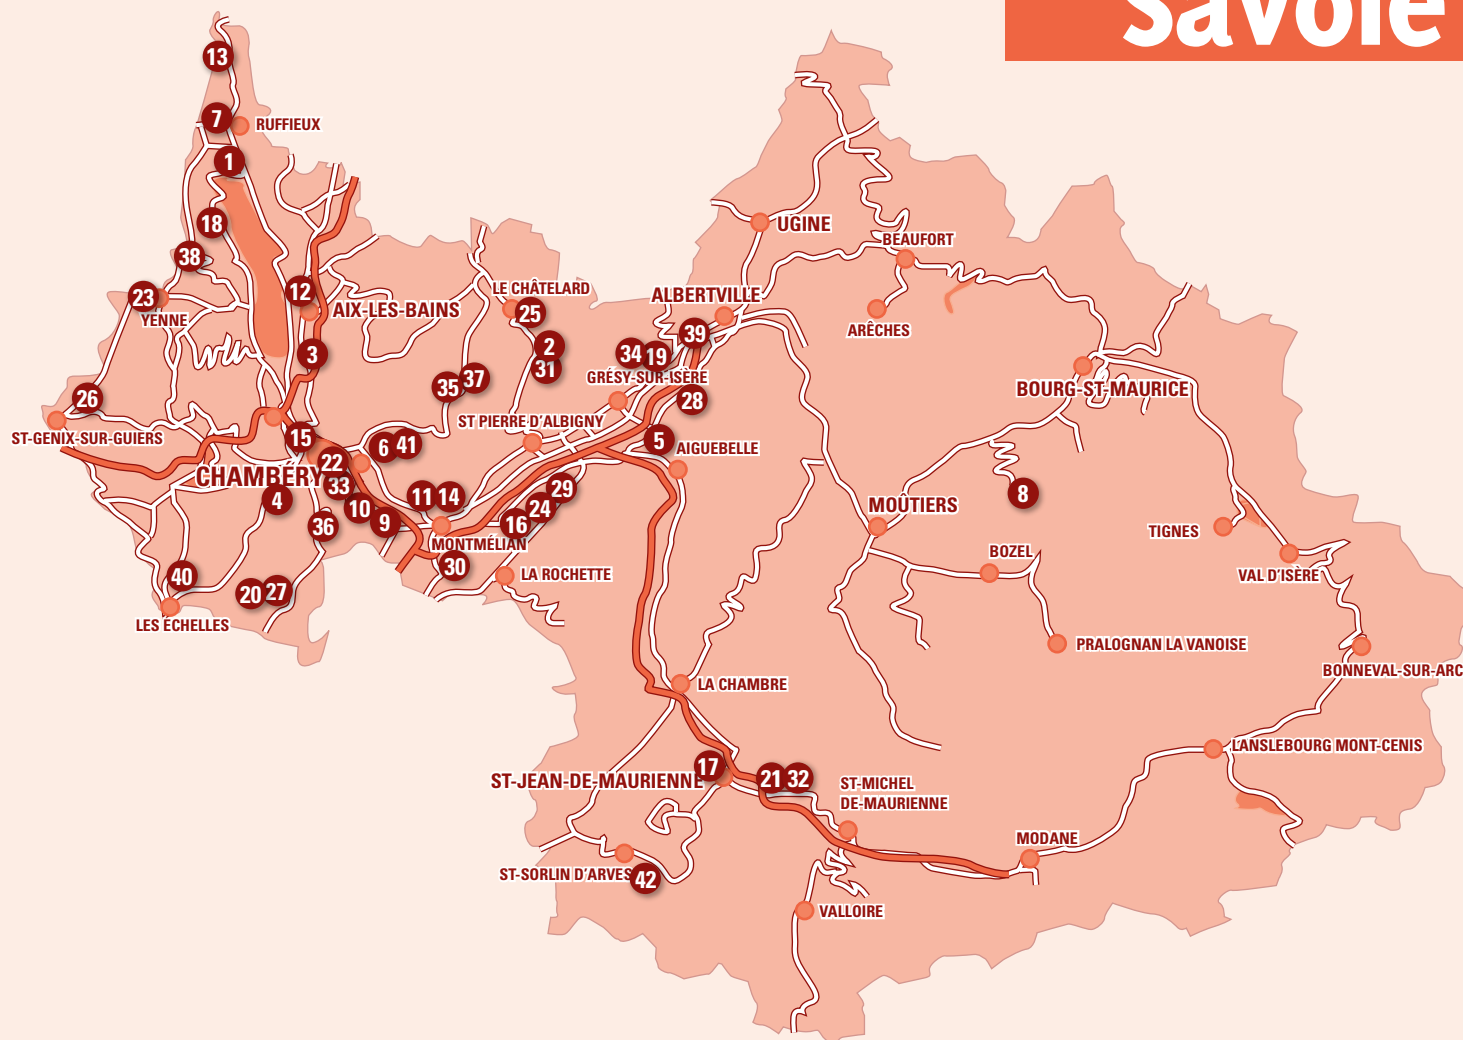 Savoie
13
7
RUFFIEUX
1
18
UGINE
38
BEAUFORT
23
12
LE CHÂTELARD
ALBERTVILLE
YENNE
AIX-LES-BAINS
25
ARÊCHES
39
3
2
34
19
31
GRÉSY-SUR-ISÈRE
35
37
BOURG-ST-MAURICE
26
28
ST-GENIX-SUR-GUIERS
ST PIERRE D'ALBIGNY
15
6
41
5
AIGUEBELLE
CHAMBÉRY
22
33
4
11
14
29
8
10
24
MOÛTIERS
36
9
16
TIGNES
MONTMÉLIAN
BOZEL
30
LA ROCHETTE
VAL D'ISÈRE
40
20
27
LES ECHELLES
PRALOGNAN LA VANOISE
BONNEVAL-SUR-ARC
LA CHAMBRE
LANSLEBOURG MONT-CENIS
ST-JEAN-DE-MAURIENNE
17
21
32
ST-MICHEL
DE-MAURIENNE
MODANE
ST-SORLIN D'ARVES
42
VALLOIRE